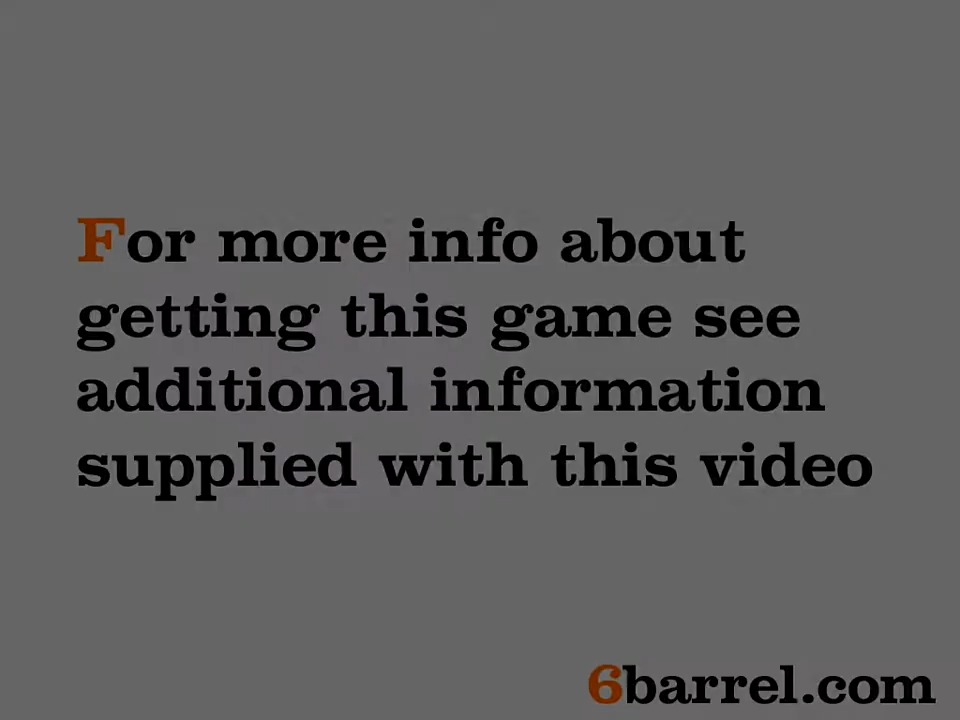 For more info about
getting this game see
additional information
supplied with this video
6barrel.com